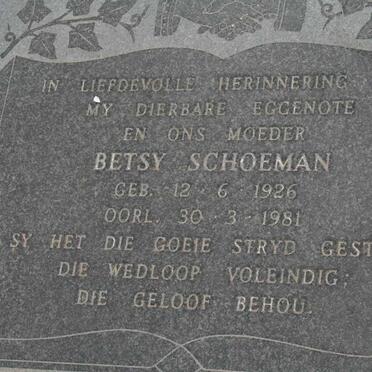 IN LIEFDEVOLLE HERINNERING
MY DIERBARE EGGENOTE
EN ONS MOEDER
BETSY SCHOEMAN
GEB. 12 · 6 · 1926
OORL. 30 · 3 · 1981
SY HET DIE GOEIE STRYD GEST
DIE WEDLOOP VOLEINDIG;
DIE GELOOF BEHOU.